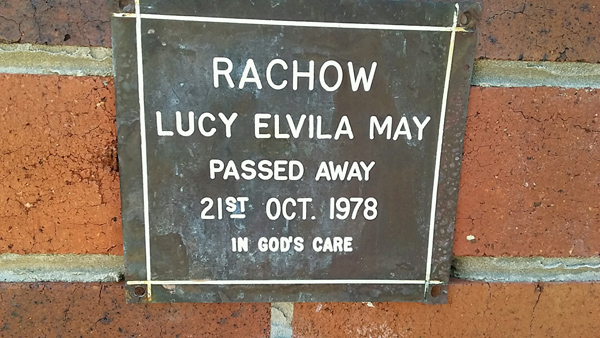 RACHOW
LUCY ELVILA MAY
PASSED AWAY
21ST OCT. 1978
IN GOD'S CARE